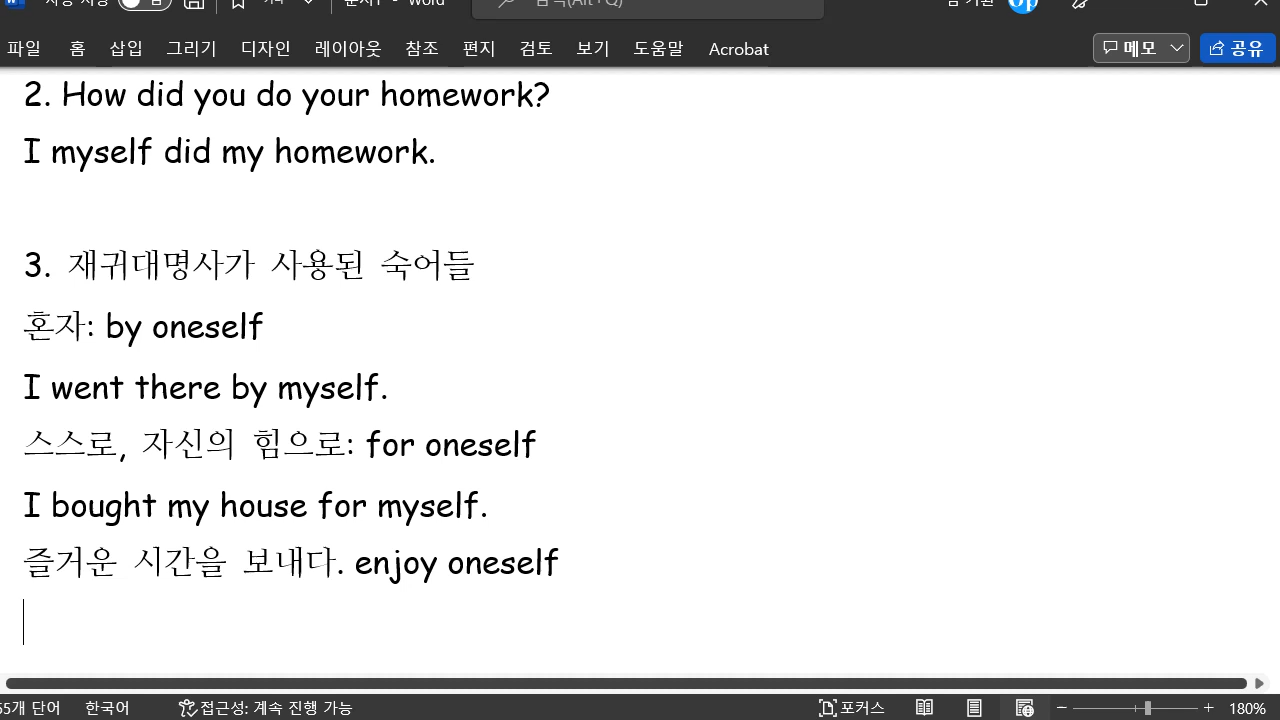 Word
검색(Alt+Q)
파일 홈 삽입 그리기 디자인 레이아웃 참조 편지 검토 보기 도움말 Acrobat 메모 공유
2. How did you do your homework?
I myself did my homework.
3. 재귀대명사가 사용된 숙어들
혼자: by oneself
I went there by myself.
스스로, 자신의 힘으로: for oneself
I bought my house for myself.
즐거운 시간을 보내다. enjoy oneself
단어 한국어 접근성: 계속 진행 가능 포커스 180%